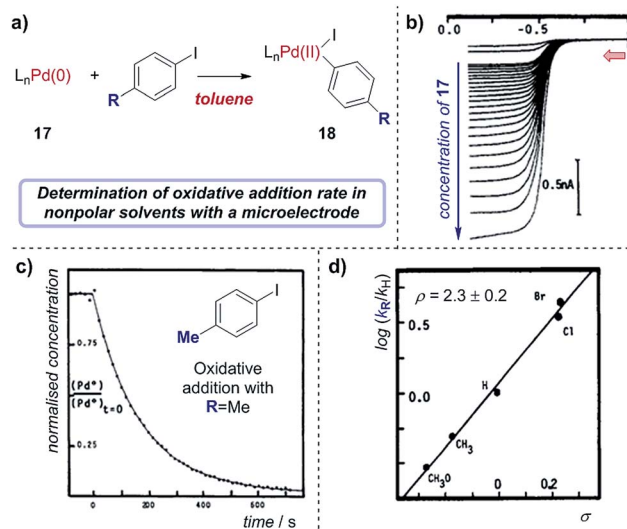 a)
LₙPd(0) + R I toluene LₙPd(II) I R
17 18
Determination of oxidative addition rate in
nonpolar solvents with a microelectrode
b)
0.0 -0.5
concentration of 17
0.5nA
c)
normalised concentration
0.75
(Pd°)
(Pd°)t=0
0.25
I
Me
Oxidative
addition with
R=Me
0 200 400 600
time / s
d)
log (kR/kH)
ρ = 2.3 ± 0.2
Br
0.5
Cl
H
0.0
CH₃
CH₃O
0 0.2
σ